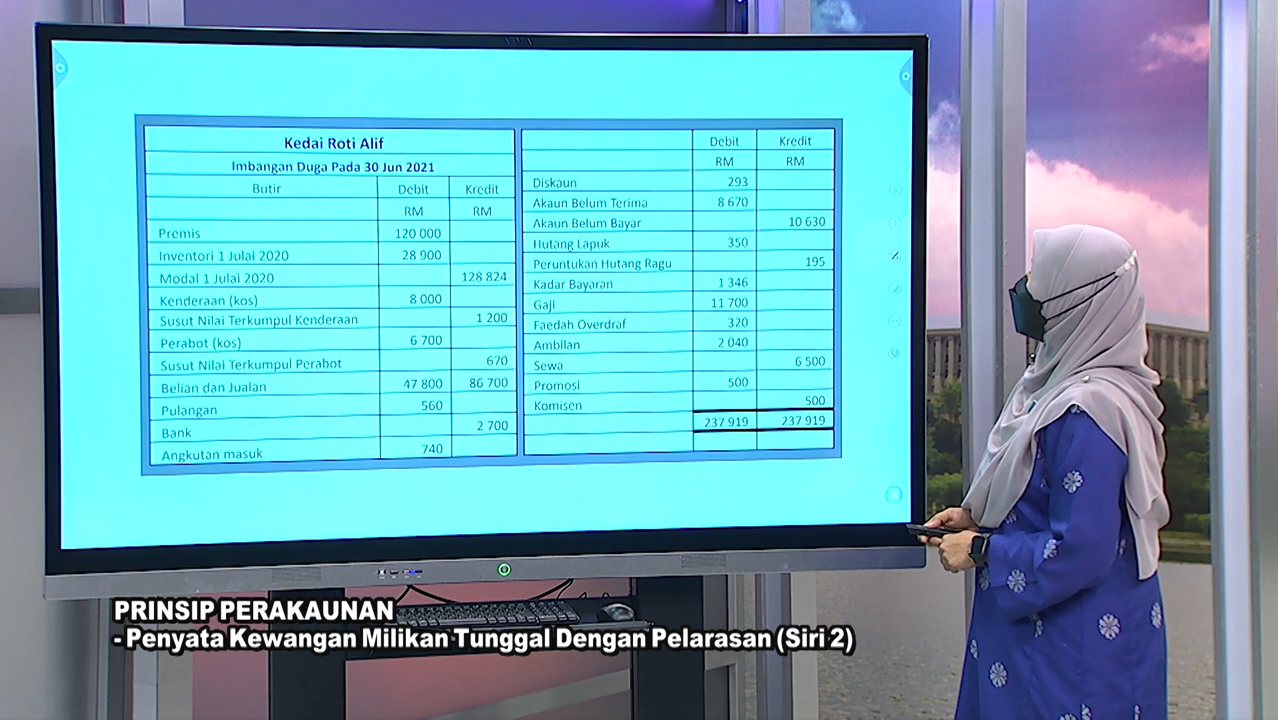 Kedai Roti Alif
Imbangan Duga Pada 30 Jun 2021
Butir Debit Kredit
RM RM
Premis 120 000
Inventori 1 Julai 2020 28 900
Modal 1 Julai 2020 128 824
Kenderaan (kos) 8 000
Susut Nilai Terkumpul Kenderaan 1 200
Perabot (kos) 6 700
Susut Nilai Terkumpul Perabot 670
Belian dan Jualan 47 800 86 700
Pulangan 560
Bank 2 700
Angkutan masuk 740
Debit Kredit
RM RM
Diskaun 293
Akaun Belum Terima 8 670
Akaun Belum Bayar 10 630
Hutang Lapuk 350
Peruntukan Hutang Ragu 195
Kadar Bayaran 1 346
Gaji 11 700
Faedah Overdraf 320
Ambilan 2 040
Sewa 6 500
Promosi 500
Komisen 500
237 919 237 919
PRINSIP PERAKAUNAN
- Penyata Kewangan Milikan Tunggal Dengan Pelarasan (Siri 2)